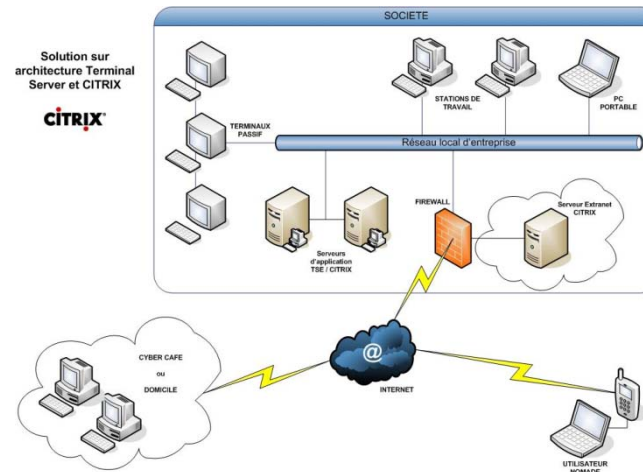 SOCIETE
Solution sur
architecture Terminal
Server et CITRIX
CITRIX
STATIONS DE
TRAVAIL
PC
PORTABLE
TERMINAUX
PASSIF
Réseau local d'entreprise
FIREWALL
Serveur Extranet
CITRIX
Serveurs
d'application
TSE / CITRIX
CYBER CAFE
ou
DOMICILE
@
INTERNET
UTILISATEUR
NOMADE